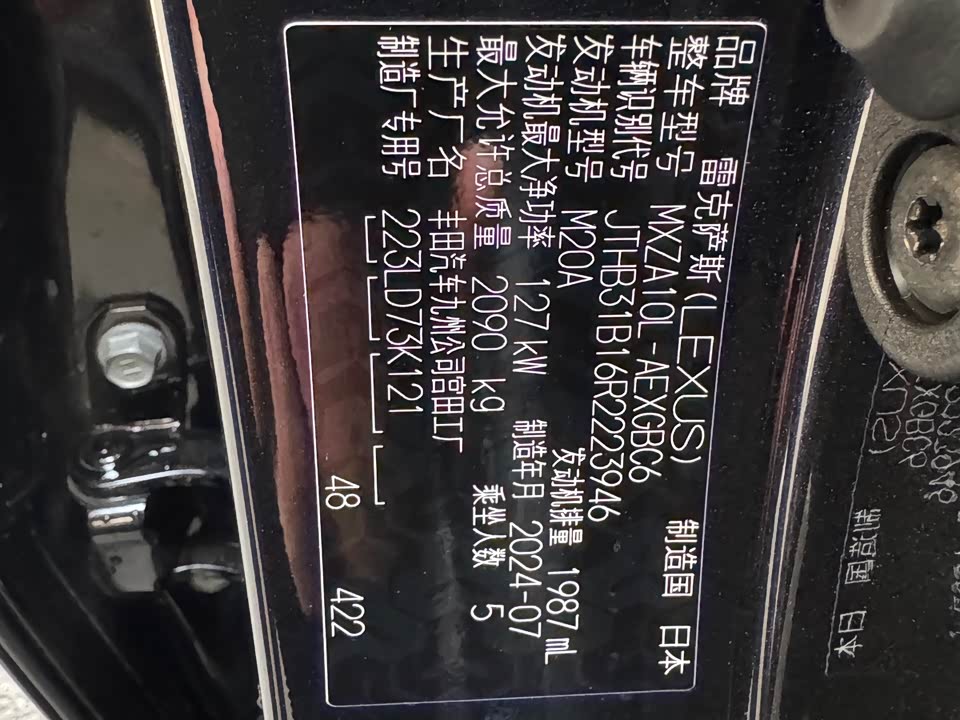 品牌 雷克萨斯(LEXUS) 制造国 日本
整车型号 MXZA10L-AEXGBC6
车辆识别代号 JTHB31B16R2223946
发动机型号 M20A 发动机排量 1987 mL
发动机最大净功率 127 kW 制造年月 2024-07
最大允许总质量 2090 kg 乘坐人数 5
生产厂名 丰田汽车九州公司宫田工厂
制造厂专用号 223LD73K121
48 422